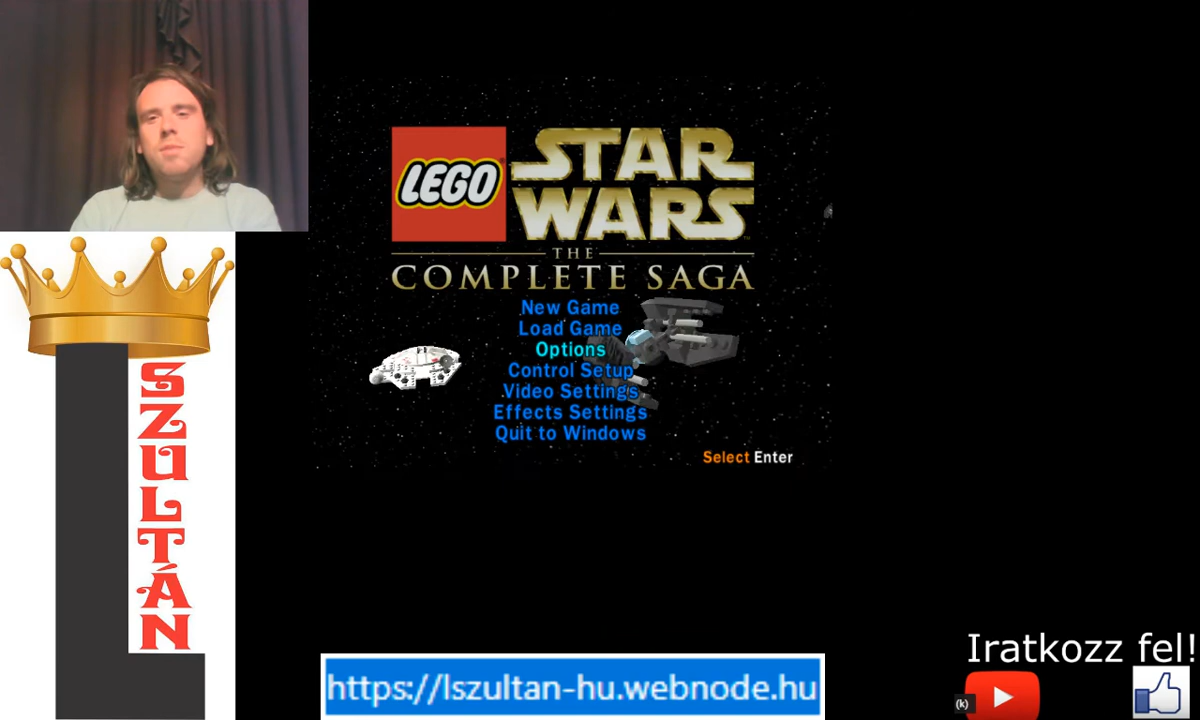 LEGO
STAR
WARS
THE
COMPLETE SAGA
New Game
Load Game
Options
Control Setup
Video Settings
Effects Settings
Quit to Windows
Select Enter
L
SZULTÁN
https://lszultan-hu.webnode.hu
Iratkozz fel!
(k)